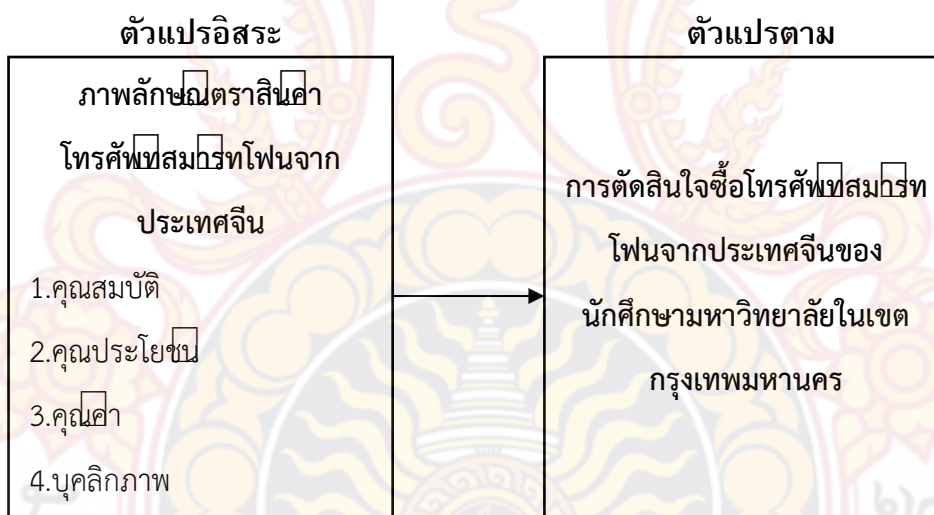 ตัวแปรอิสระ
ตัวแปรตาม
ภาพลักษณ์ตราสินค้า
โทรศัพท์สมาร์ทโฟนจาก
ประเทศจีน
1.คุณสมบัติ
2.คุณประโยชน์
3.คุณค่า
4.บุคลิกภาพ
การตัดสินใจซื้อโทรศัพท์สมาร์ท
โฟนจากประเทศจีนของ
นักศึกษามหาวิทยาลัยในเขต
กรุงเทพมหานคร